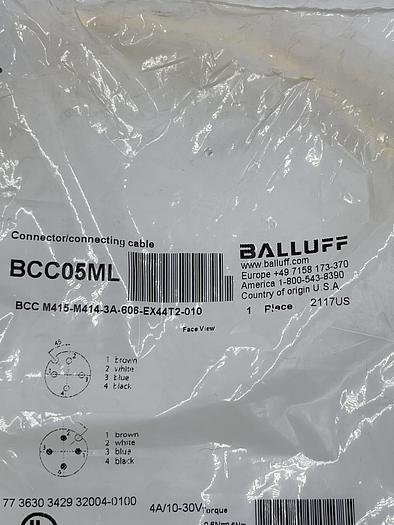 Connector/connecting cable
BCC05ML
BALLUFF
www.balluff.com
Europe +49 7158 173-370
America 1-800-543-8390
Country of origin U.S.A
1 Piece 2117US
BCC M415-M414-3A-606-EX44T2-010
Face View
45
1 brown
2 white
3 blue
4 black
1 brown
2 white
3 blue
4 black
77 3630 3429 32004-0100 4A/10-30V Torque